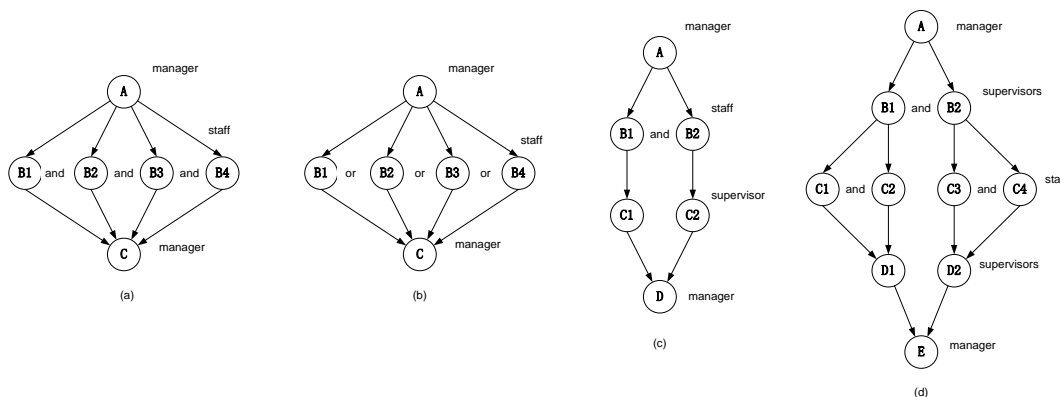 manager
A
staff
B1 and B2 and B3 and B4
manager
C
(a)
manager
A
staff
B1 or B2 or B3 or B4
manager
C
(b)
manager
A
staff
B1 and B2
supervisor
C1 C2
D manager
(c)
A manager
supervisors
B1 and B2
C1 and C2 C3 and C4 sta
D1 D2 supervisors
E manager
(d)